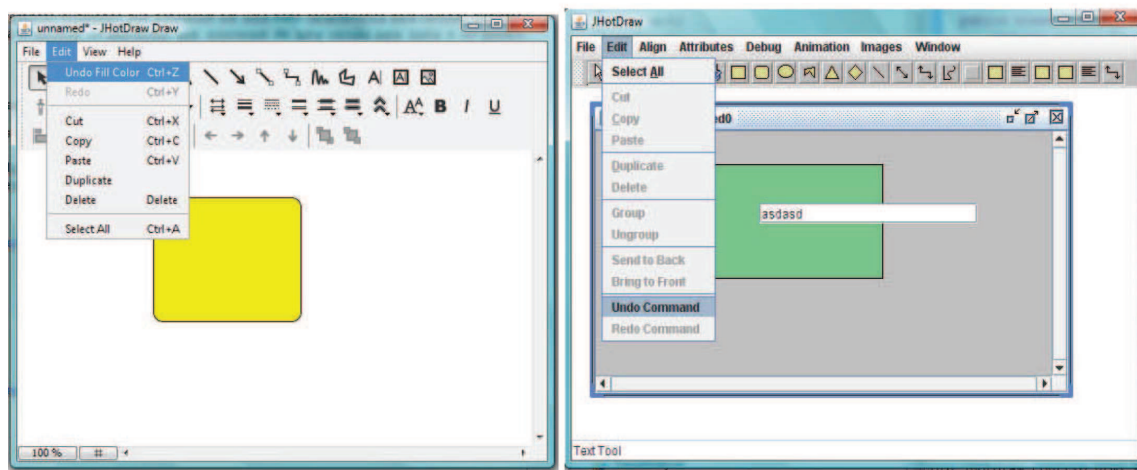 unnamed* - JHotDraw Draw
File Edit View Help
Undo Fill Color Ctrl+Z
Redo Ctrl+Y
Cut Ctrl+X
Copy Ctrl+C
Paste Ctrl+V
Duplicate
Delete Delete
Select All Ctrl+A
A A
A B I U
100 %
JHotDraw
File Edit Align Attributes Debug Animation Images Window
Select All
Cut
Copy
Paste
Duplicate
Delete
Group
Ungroup
Send to Back
Bring to Front
Undo Command
Redo Command
A
ed0
asdasd
Text Tool